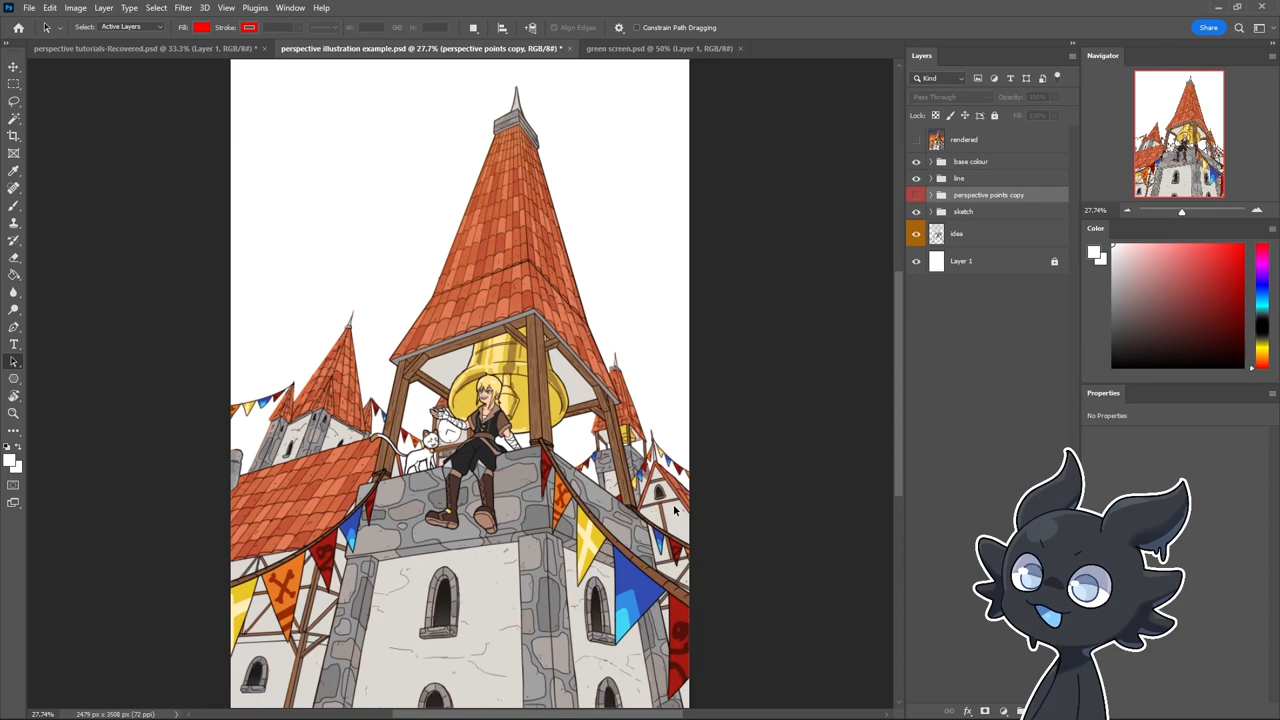 Ps File Edit Image Layer Type Select Filter 3D View Plugins Window Help
Select: Active Layers Fill: Stroke: W: H: Align Edges Constrain Path Dragging Share
perspective tutorials-Recovered.psd @ 33.3% (Layer 1, RGB/8#) * × perspective illustration example.psd @ 27.7% (perspective points copy, RGB/8#) * × green screen.psd @ 50% (Layer 1, RGB/8#) ×
Layers
Navigator
Kind
Pass Through Opacity: 100%
Lock: Fill: 100%
rendered
base colour
line
perspective points copy
sketch
idea
Layer 1
27.74%
Color
Properties
No Properties
27.74% 2479 px x 3508 px (72 ppi)